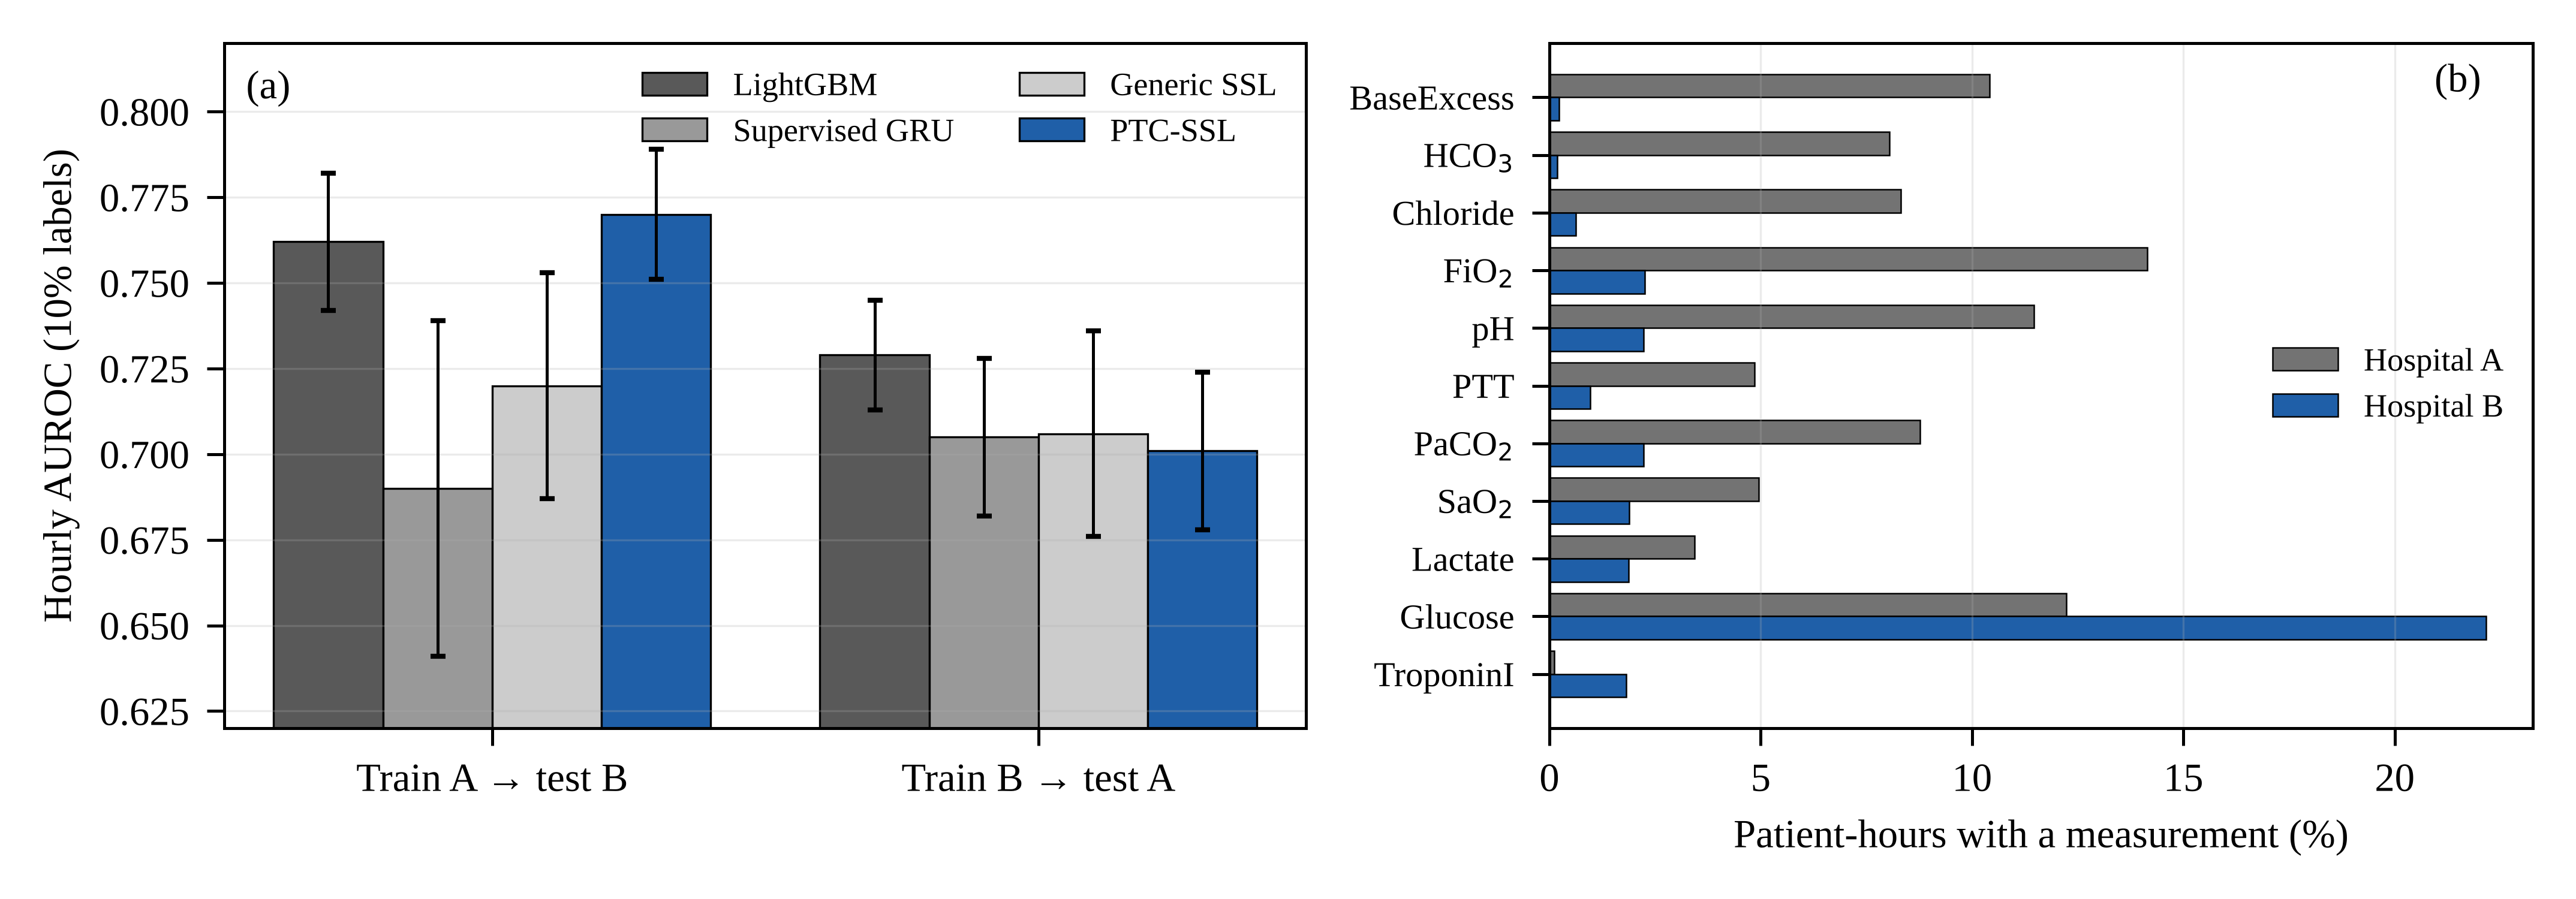 (a)
LightGBM
Supervised GRU
Generic SSL
PTC-SSL
Hourly AUROC (10% labels)
0.800
0.775
0.750
0.725
0.700
0.675
0.650
0.625
Train A → test B
Train B → test A
(b)
BaseExcess
HCO₃
Chloride
FiO₂
pH
PTT
PaCO₂
SaO₂
Lactate
Glucose
TroponinI
Hospital A
Hospital B
0 5 10 15 20
Patient-hours with a measurement (%)